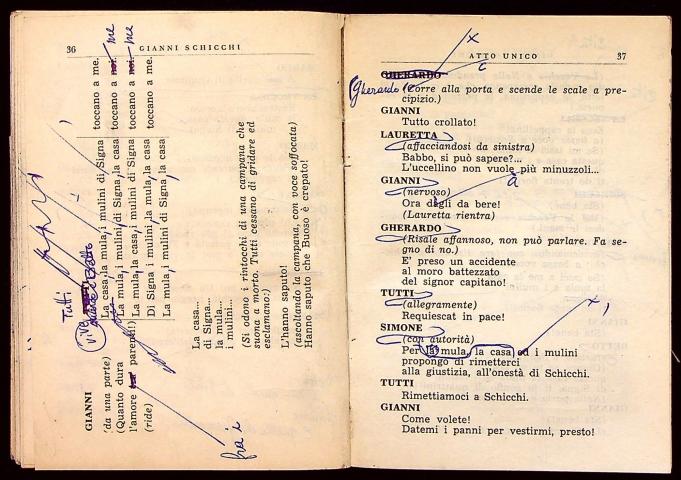 36 GIANNI SCHICCHI
Tutti
GIANNI
(da una parte)
(Quanto dura
l'amore tra parenti!)
(ride)
La casa, la mula, i mulini di Signa toccano a me.
La mula, i mulini di Signa, la casa toccano a noi. me
La mula, la casa, i mulini di Signa toccano a noi. me
Di Signa i mulini la mula, la casa toccano a me.
La mula, i mulini di Signa, la casa
La casa...
di Signa...
la mula...
i mulini...
fra i
(Si odono i rintocchi di una campana che
suona a morto. Tutti cessano di gridare ed
esclamano:)
L'hanno saputo!
(ascoltando la campana, con voce soffocata)
Hanno saputo che Buoso è crepato!
ATTO UNICO 37
GHERARDO
Gherardo (Corre alla porta e scende le scale a pre-
cipizio.)
GIANNI
Tutto crollato!
LAURETTA
(affacciandosi da sinistra)
Babbo, si può sapere?...
L'uccellino non vuole più minuzzoli...
GIANNI
(nervoso)
Ora dagli da bere!
(Lauretta rientra)
GHERARDO
(Risale affannoso, non può parlare. Fa se-
gno di no.)
E' preso un accidente
al moro battezzato
del signor capitano!
TUTTI
(allegramente)
Requiescat in pace!
SIMONE
(con autorità)
Per la mula, la casa, ed i mulini
propongo di rimetterci
alla giustizia, all'onestà di Schicchi.
TUTTI
Rimettiamoci a Schicchi.
GIANNI
Come volete!
Datemi i panni per vestirmi, presto!